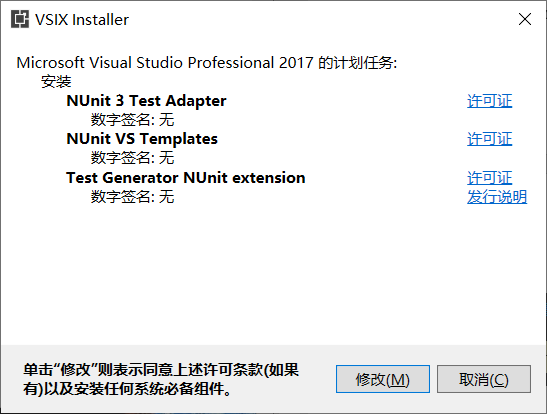 VSIX Installer
Microsoft Visual Studio Professional 2017 的计划任务:
安装
NUnit 3 Test Adapter 许可证
数字签名: 无
NUnit VS Templates 许可证
数字签名: 无
Test Generator NUnit extension 许可证
数字签名: 无 发行说明
单击“修改”则表示同意上述许可条款(如果
有)以及安装任何系统必备组件。
修改(M) 取消(C)